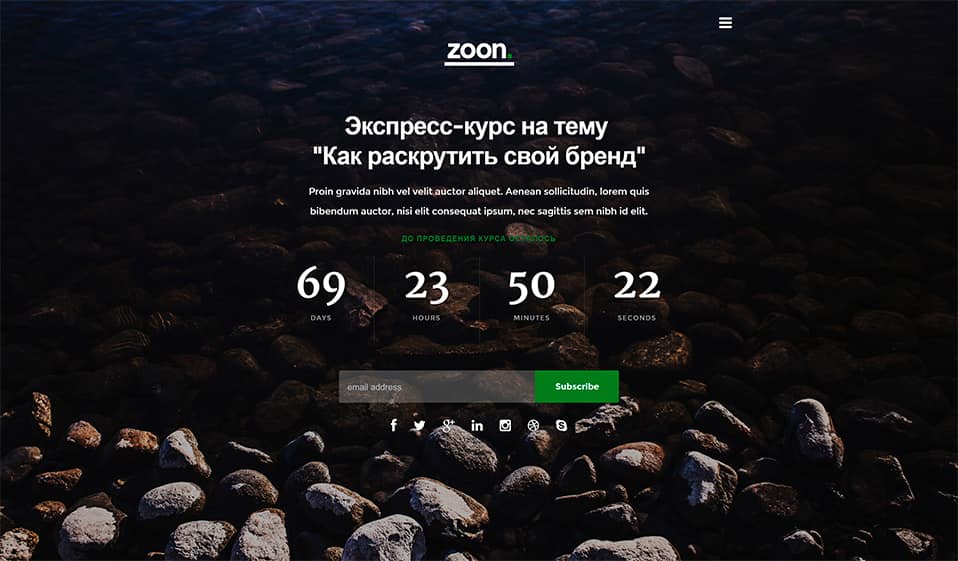 zoon.
Экспресс-курс на тему
"Как раскрутить свой бренд"
Proin gravida nibh vel velit auctor aliquet. Aenean sollicitudin, lorem quis
bibendum auctor, nisi elit consequat ipsum, nec sagittis sem nibh id elit.
ДО ПРОВЕДЕНИЯ КУРСА ОСТАЛОСЬ
69 23 50 22
DAYS HOURS MINUTES SECONDS
email address Subscribe